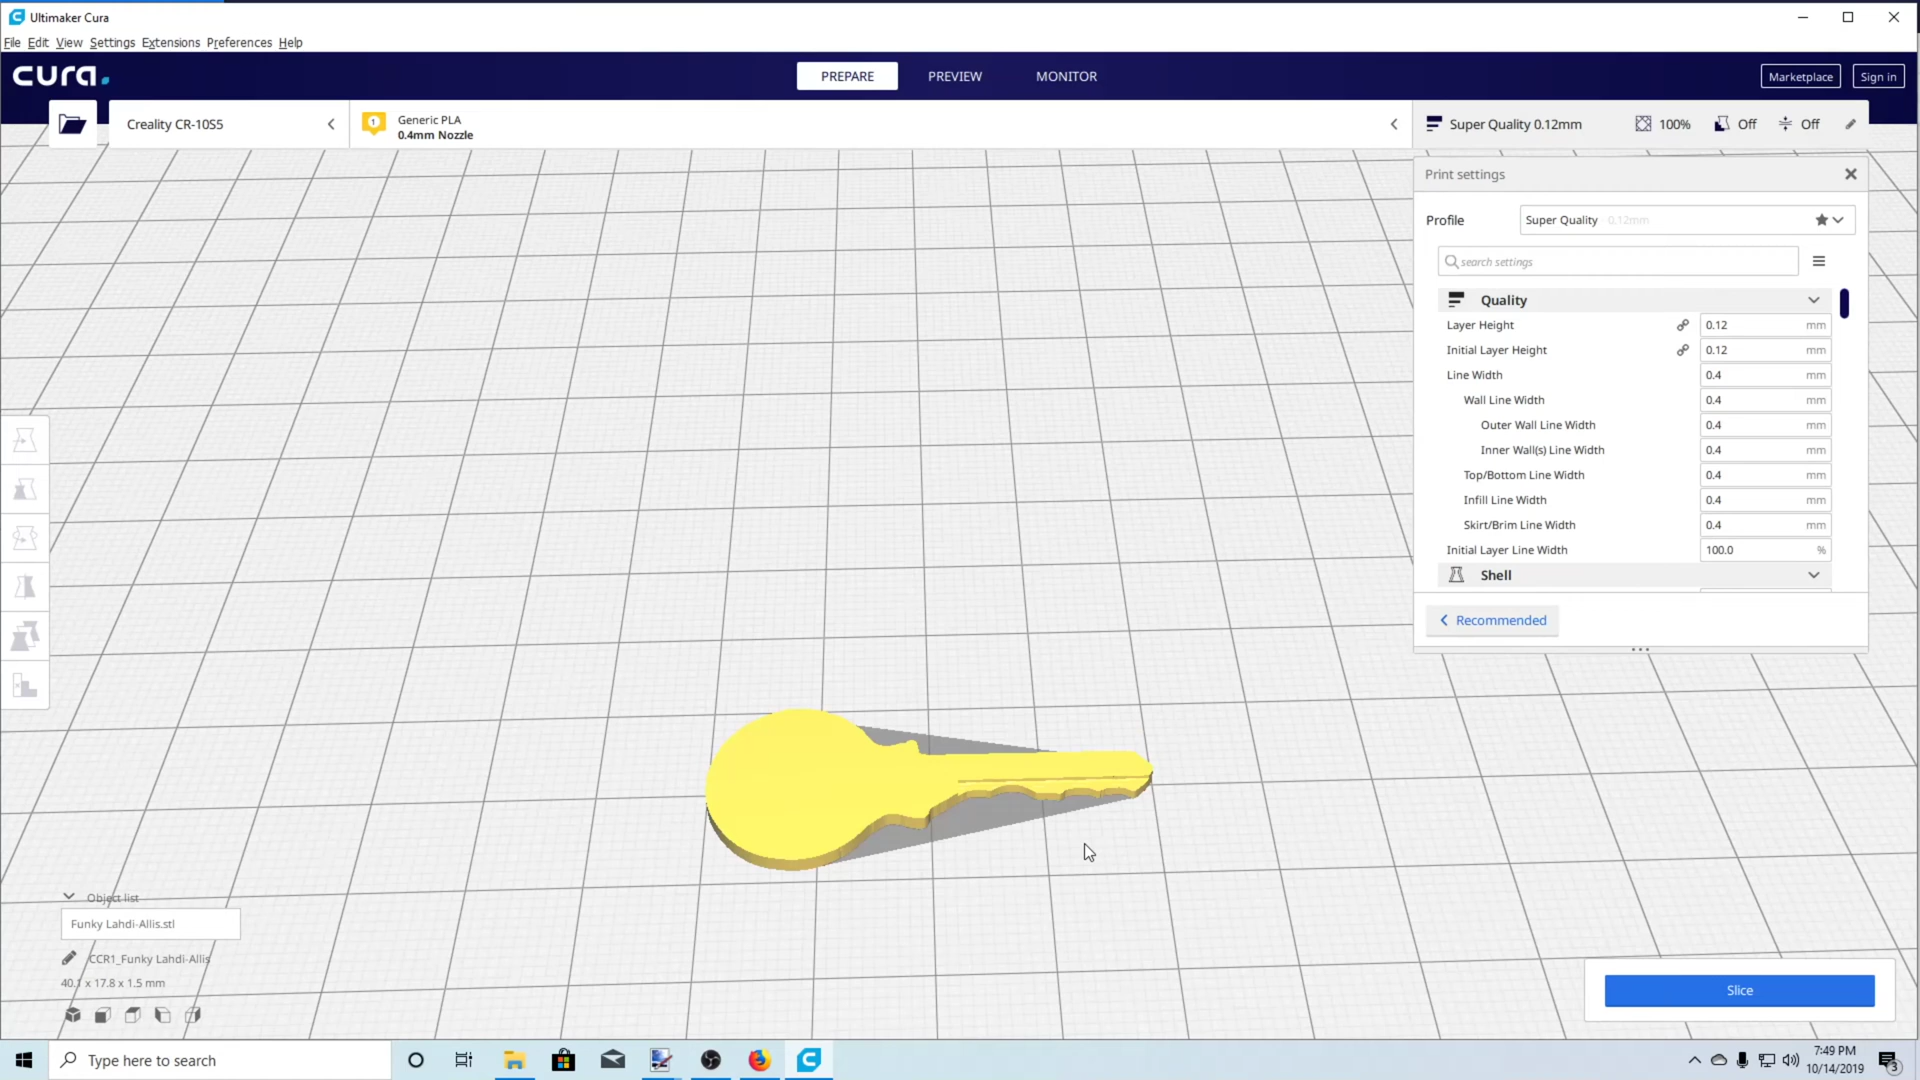 Ultimaker Cura
File Edit View Settings Extensions Preferences Help
cura.
PREPARE
PREVIEW
MONITOR
Marketplace
Sign in
Creality CR-10S5
1
Generic PLA
0.4mm Nozzle
Super Quality 0.12mm
100%
Off
Off
Print settings
Profile
Super Quality 0.12mm
search settings
Quality
Layer Height 0.12 mm
Initial Layer Height 0.12 mm
Line Width 0.4 mm
Wall Line Width 0.4 mm
Outer Wall Line Width 0.4 mm
Inner Wall(s) Line Width 0.4 mm
Top/Bottom Line Width 0.4 mm
Infill Line Width 0.4 mm
Skirt/Brim Line Width 0.4 mm
Initial Layer Line Width 100.0 %
Shell
Recommended
Object list
Funky Lahdi-Allis.stl
CCR1_Funky Lahdi-Allis
40.1 x 17.8 x 1.5 mm
Slice
Type here to search
7:49 PM
10/14/2019
3